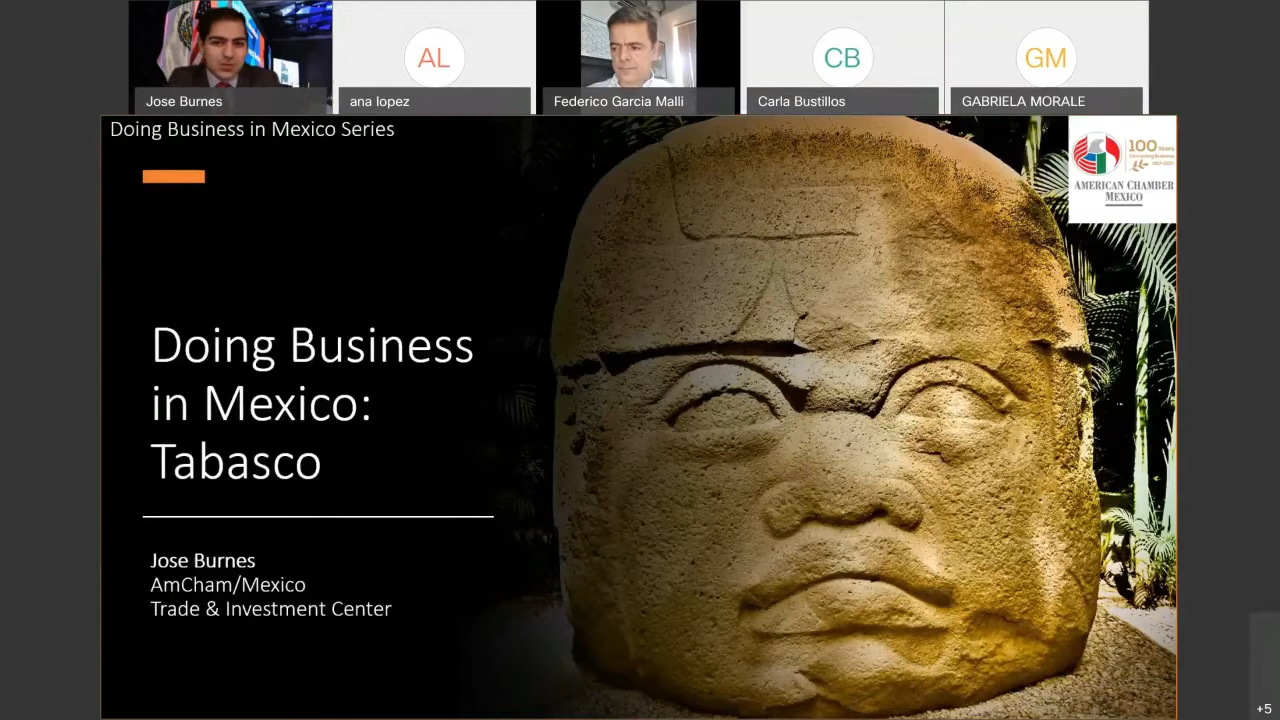 AL
CB
GM
Jose Burnes
ana lopez
Federico Garcia Malli
Carla Bustillos
GABRIELA MORALE
Doing Business in Mexico Series
100 Years
AMERICAN CHAMBER
MEXICO
Doing Business
in Mexico:
Tabasco
Jose Burnes
AmCham/Mexico
Trade & Investment Center
+5